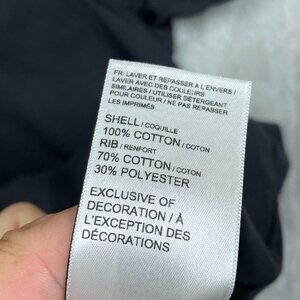 FR: LAVER ET REPASSER À L'ENVERS /
LAVER AVEC DES COULEURS
SIMILAIRES / UTILISER DÉTERGENT
POUR COULEUR / NE PAS REPASSER
LES IMPRIMÉS.
SHELL / COQUILLE
100% COTTON / COTON
RIB / RENFORT
70% COTTON / COTON
30% POLYESTER
EXCLUSIVE OF
DECORATION / À
L'EXCEPTION DES
DÉCORATIONS